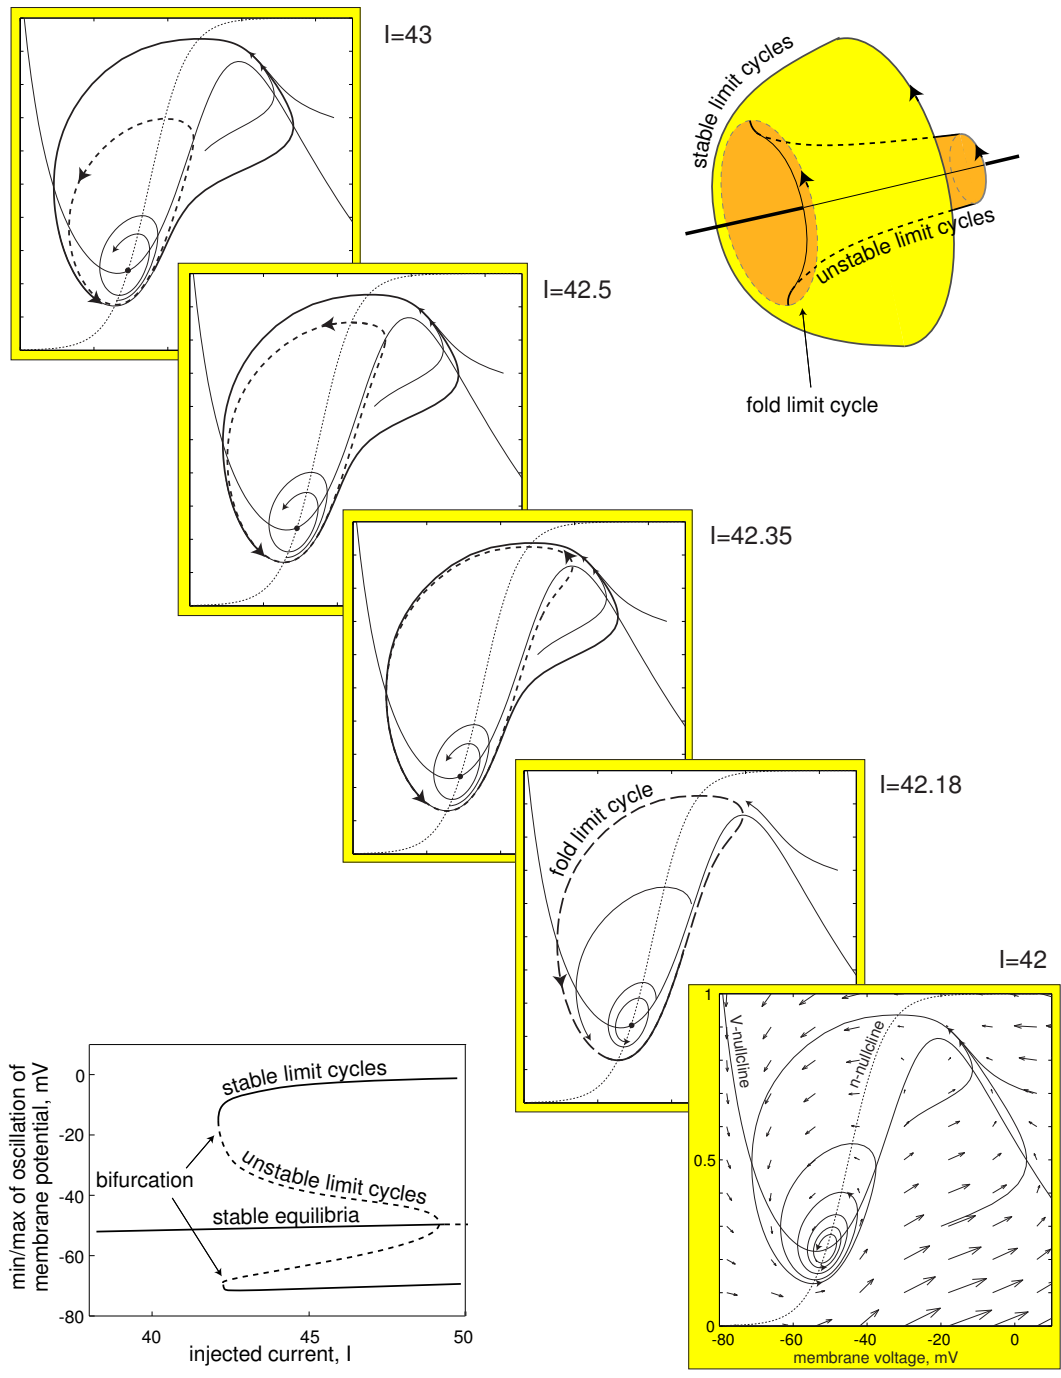 I=43
stable limit cycles
unstable limit cycles
fold limit cycle
I=42.5
I=42.35
I=42.18
fold limit cycle
I=42
1
0.5
0
V-nullcline
n-nullcline
-80
-60
-40
-20
0
membrane voltage, mV
min/max of oscillation of
membrane potential, mV
0
-20
-40
-60
-80
stable limit cycles
bifurcation
unstable limit cycles
stable equilibria
40
45
50
injected current, I